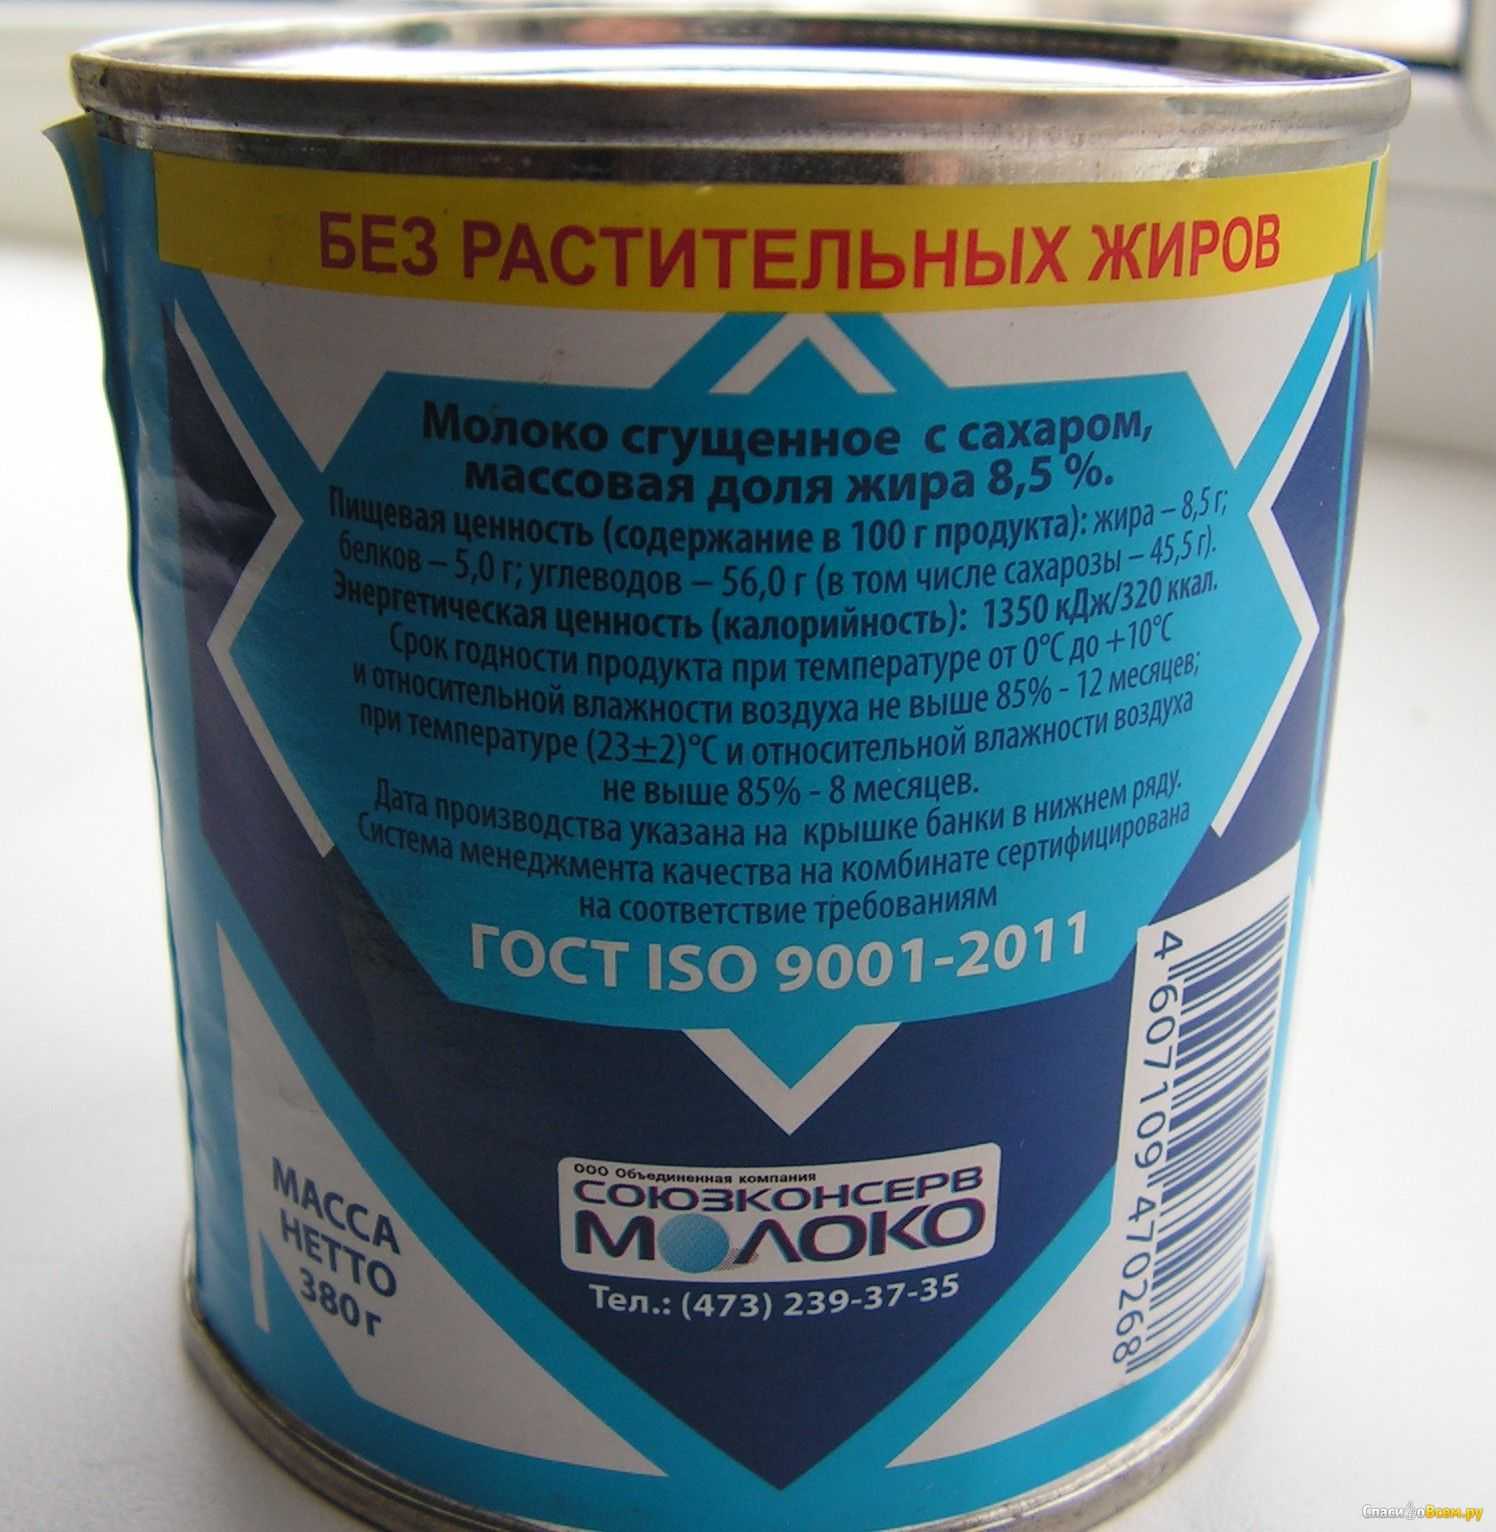 БЕЗ РАСТИТЕЛЬНЫХ ЖИРОВ
Молоко сгущенное с сахаром,
массовая доля жира 8,5 %.
Пищевая ценность (содержание в 100 г продукта): жира – 8,5 г;
белков – 5,0 г; углеводов – 56,0 г (в том числе сахарозы – 45,5 г).
Энергетическая ценность (калорийность): 1350 кДж/320 ккал.
Срок годности продукта при температуре от 0°С до +10°С
и относительной влажности воздуха не выше 85% - 12 месяцев;
при температуре (23±2)°С и относительной влажности воздуха
не выше 85% - 8 месяцев.
Дата производства указана на крышке банки в нижнем ряду.
Система менеджмента качества на комбинате сертифицирована
на соответствие требованиям
ГОСТ ISO 9001-2011
МАССА
НЕТТО
380 г
ООО Объединенная компания
СОЮЗКОНСЕРВ
МОЛОКО
Тел.: (473) 239-37-35
4 607109 470268
СпасибоВсем.ру